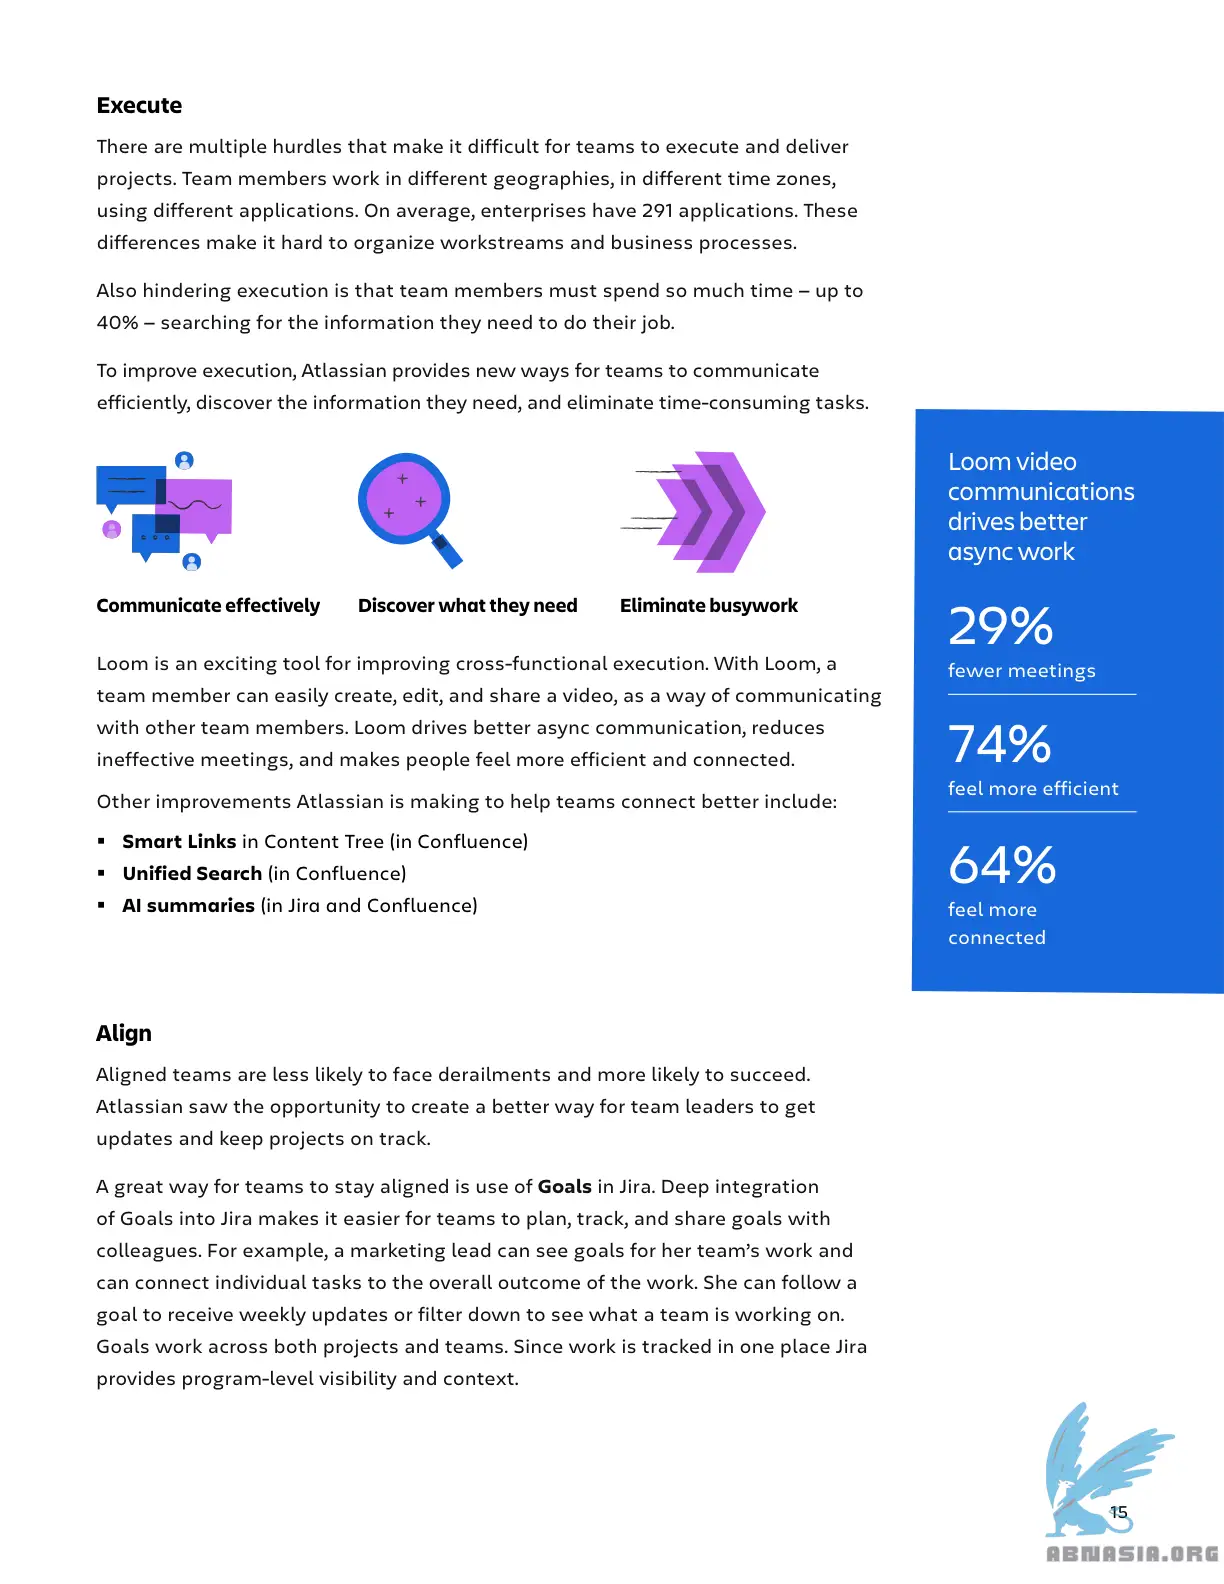 Execute
There are multiple hurdles that make it difficult for teams to execute and deliver
projects. Team members work in different geographies, in different time zones,
using different applications. On average, enterprises have 291 applications. These
differences make it hard to organize workstreams and business processes.
Also hindering execution is that team members must spend so much time – up to
40% – searching for the information they need to do their job.
To improve execution, Atlassian provides new ways for teams to communicate
efficiently, discover the information they need, and eliminate time-consuming tasks.
Communicate effectively
Discover what they need
Eliminate busywork
Loom is an exciting tool for improving cross-functional execution. With Loom, a
team member can easily create, edit, and share a video, as a way of communicating
with other team members. Loom drives better async communication, reduces
ineffective meetings, and makes people feel more efficient and connected.
Other improvements Atlassian is making to help teams connect better include:
▪ Smart Links in Content Tree (in Confluence)
▪ Unified Search (in Confluence)
▪ AI summaries (in Jira and Confluence)
Loom video
communications
drives better
async work
29%
fewer meetings
74%
feel more efficient
64%
feel more
connected
Align
Aligned teams are less likely to face derailments and more likely to succeed.
Atlassian saw the opportunity to create a better way for team leaders to get
updates and keep projects on track.
A great way for teams to stay aligned is use of Goals in Jira. Deep integration
of Goals into Jira makes it easier for teams to plan, track, and share goals with
colleagues. For example, a marketing lead can see goals for her team’s work and
can connect individual tasks to the overall outcome of the work. She can follow a
goal to receive weekly updates or filter down to see what a team is working on.
Goals work across both projects and teams. Since work is tracked in one place Jira
provides program-level visibility and context.
15
ABNASIA.ORG